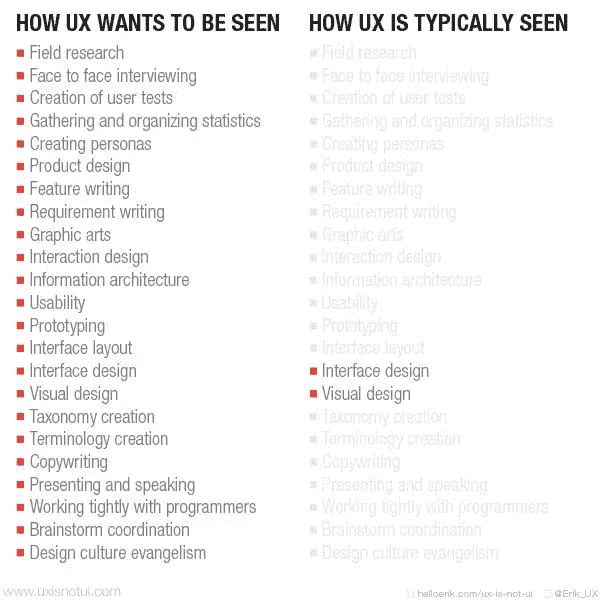 HOW UX WANTS TO BE SEEN
Field research
Face to face interviewing
Creation of user tests
Gathering and organizing statistics
Creating personas
Product design
Feature writing
Requirement writing
Graphic arts
Interaction design
Information architecture
Usability
Prototyping
Interface layout
Interface design
Visual design
Taxonomy creation
Terminology creation
Copywriting
Presenting and speaking
Working tightly with programmers
Brainstorm coordination
Design culture evangelism
HOW UX IS TYPICALLY SEEN
Field research
Face to face interviewing
Creation of user tests
Gathering and organizing statistics
Creating personas
Product design
Feature writing
Requirement writing
Graphic arts
Interaction design
Information architecture
Usability
Prototyping
Interface layout
Interface design
Visual design
Taxonomy creation
Terminology creation
Copywriting
Presenting and speaking
Working tightly with programmers
Brainstorm coordination
Design culture evangelism
www.uxisnotui.com
helloerik.com/ux-is-not-ui
@Erik_UX